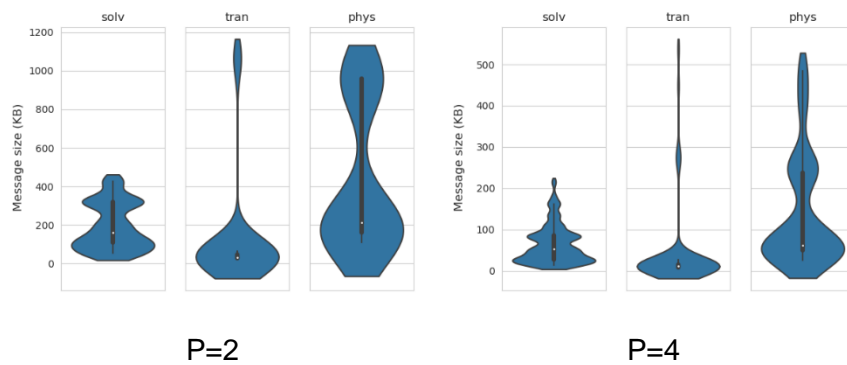 solv tran phys
1200
1000
800
600
400
200
0
Message size (KB)
P=2
solv tran phys
500
400
300
200
100
0
Message size (KB)
P=4